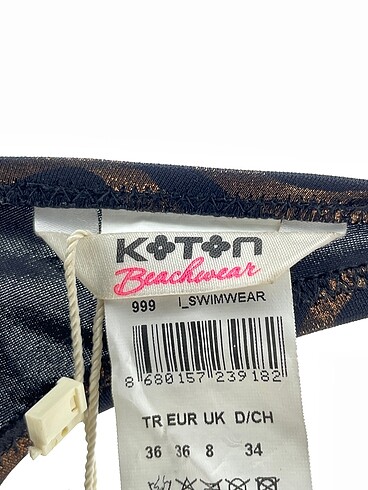 KOTON
Beachwear
999 I_SWIMWEAR
8 680157 239182
TR EUR UK D/CH
36 36 8 34